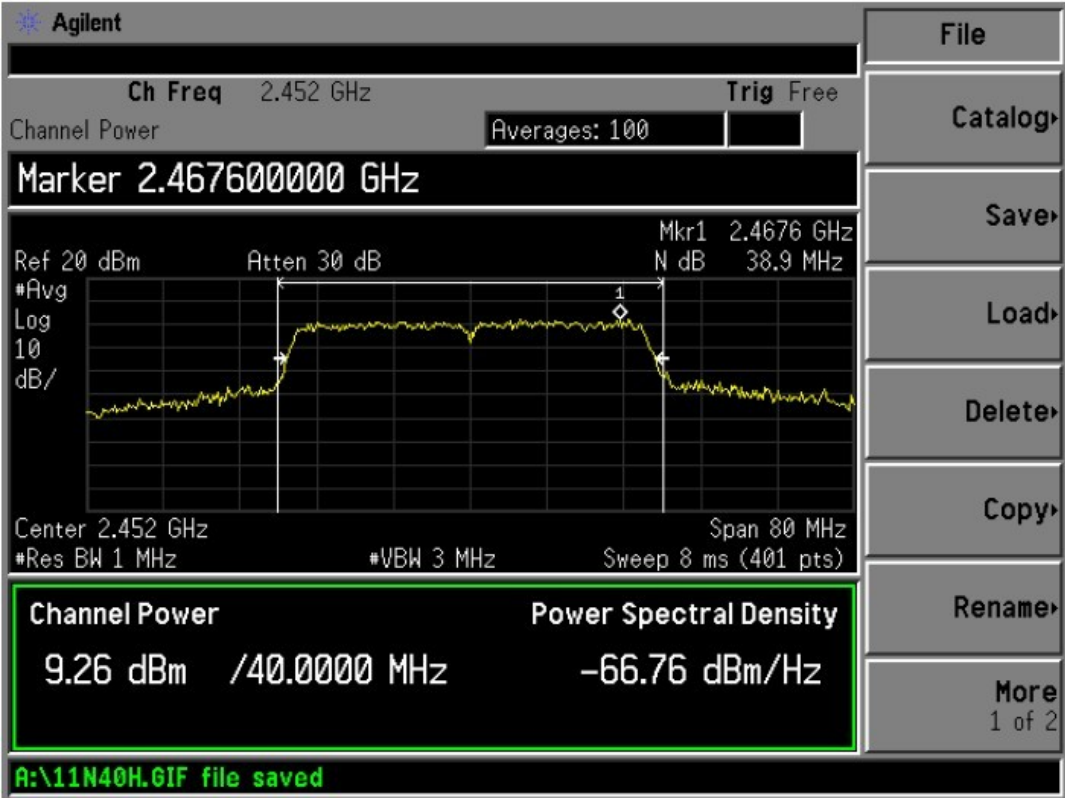 Agilent
File
Ch Freq 2.452 GHz Trig Free
Channel Power Averages: 100
Catalog
Marker 2.467600000 GHz
Save
Mkr1 2.4676 GHz
Ref 20 dBm Atten 30 dB N dB 38.9 MHz
#Avg
1
Log
10
dB/
Load
Delete
Copy
Center 2.452 GHz Span 80 MHz
#Res BW 1 MHz #VBW 3 MHz Sweep 8 ms (401 pts)
Channel Power Power Spectral Density
Rename
9.26 dBm /40.0000 MHz -66.76 dBm/Hz
More
1 of 2
A:\11N40H.GIF file saved